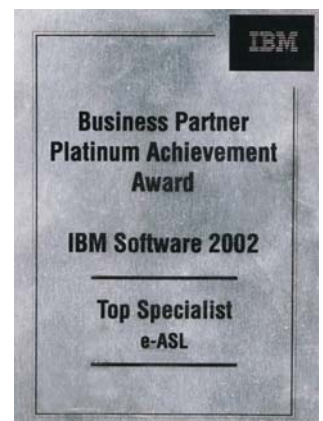 IBM
Business Partner
Platinum Achievement
Award
IBM Software 2002
Top Specialist
e-ASL